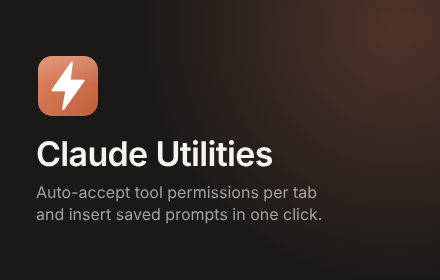 Claude Utilities
Auto-accept tool permissions per tab
and insert saved prompts in one click.